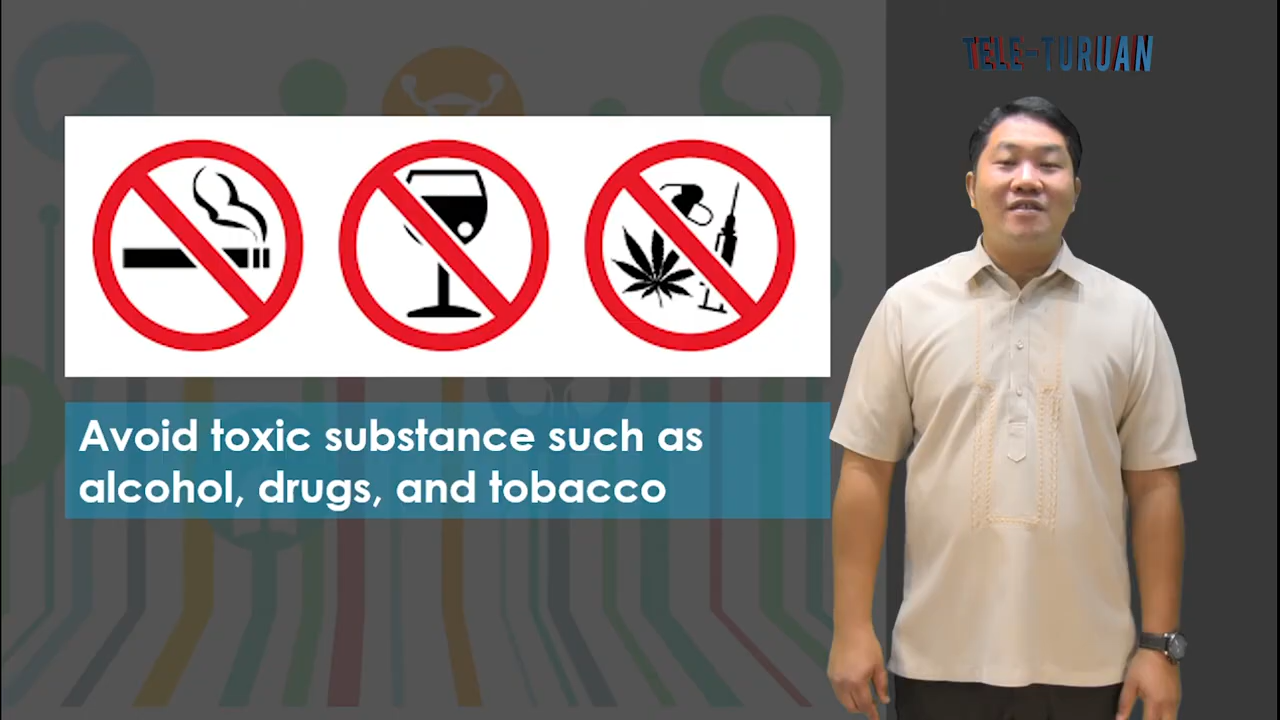 TELE-TURUAN
Avoid toxic substance such as
alcohol, drugs, and tobacco